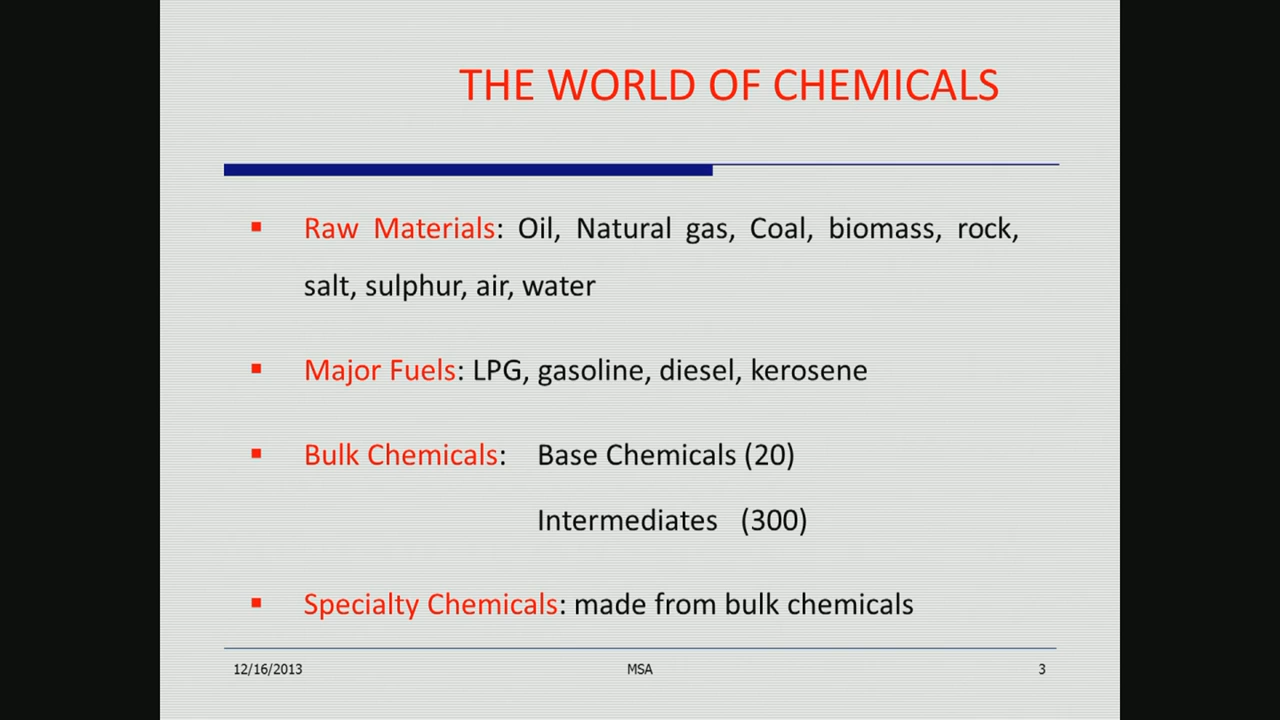 THE WORLD OF CHEMICALS
▪ Raw Materials: Oil, Natural gas, Coal, biomass, rock,
salt, sulphur, air, water
▪ Major Fuels: LPG, gasoline, diesel, kerosene
▪ Bulk Chemicals: Base Chemicals (20)
Intermediates (300)
▪ Specialty Chemicals: made from bulk chemicals
12/16/2013 MSA 3